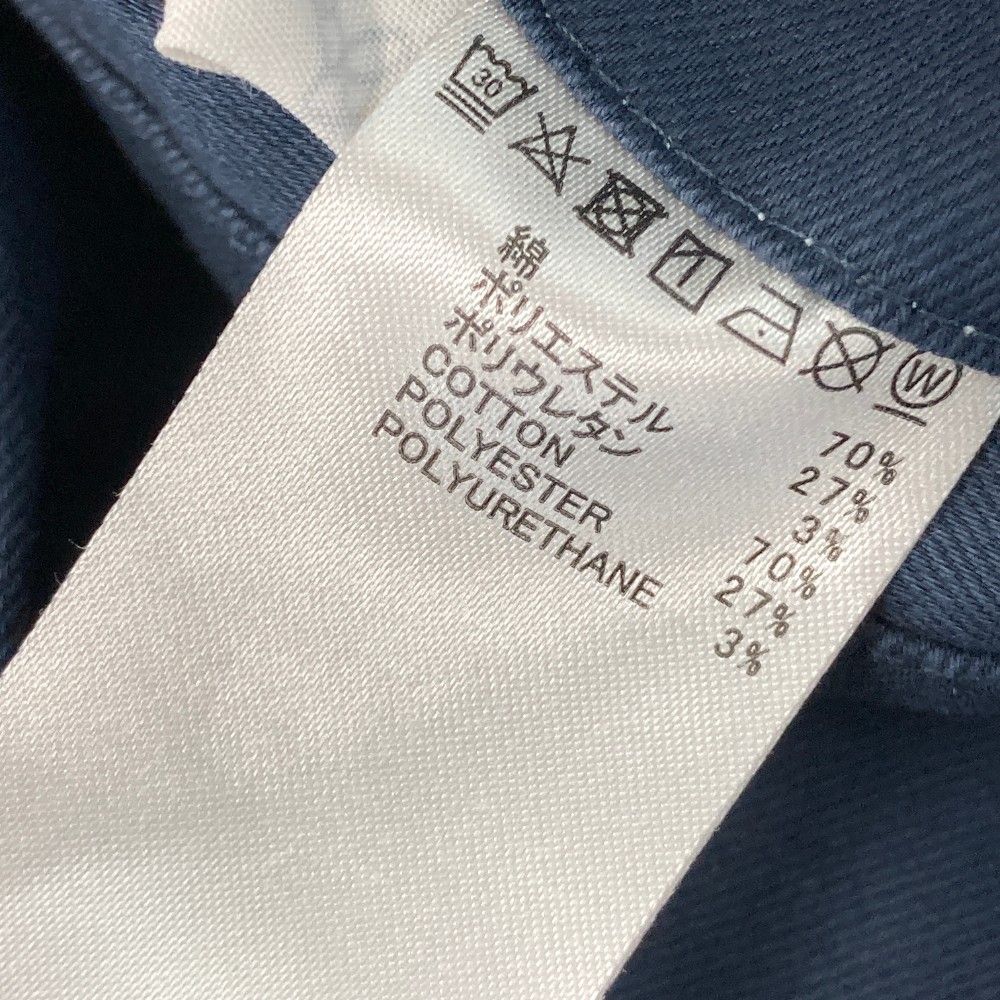 30
W
綿 70%
ポリエステル 27%
ポリウレタン 3%
COTTON 70%
POLYESTER 27%
POLYURETHANE 3%